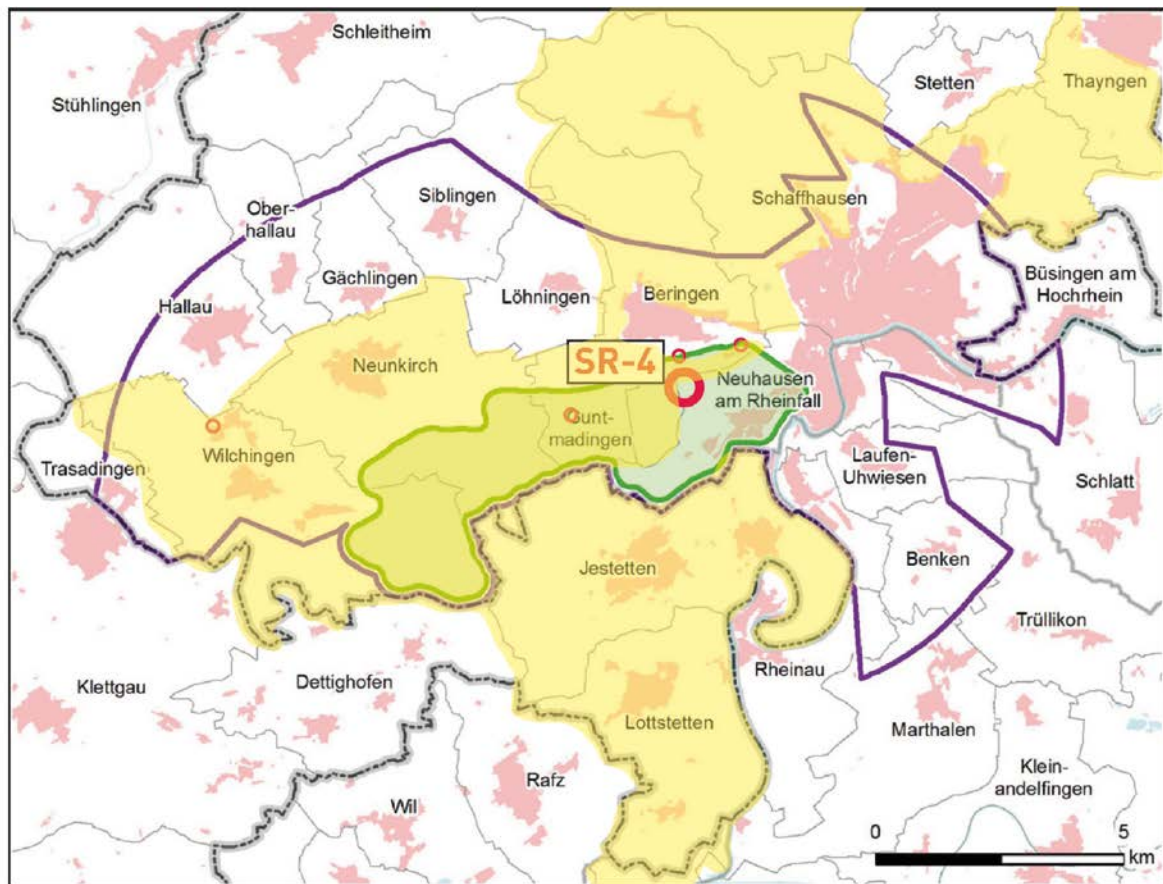 Schleitheim
Stetten
Thayngen
Stühlingen
Siblingen
Schaffhausen
Ober-
hallau
Gächlingen
Löhningen
Beringen
Büsingen am
Hochrhein
Hallau
Neunkirch
SR-4
Neuhausen
am Rheinfall
Gunt-
madingen
Trasadingen
Wilchingen
Laufen-
Uhwiesen
Schlatt
Jestetten
Benken
Trüllikon
Klettgau
Dettighofen
Rheinau
Lottstetten
Marthalen
Rafz
Klein-
andelfingen
Wil
0
5
km